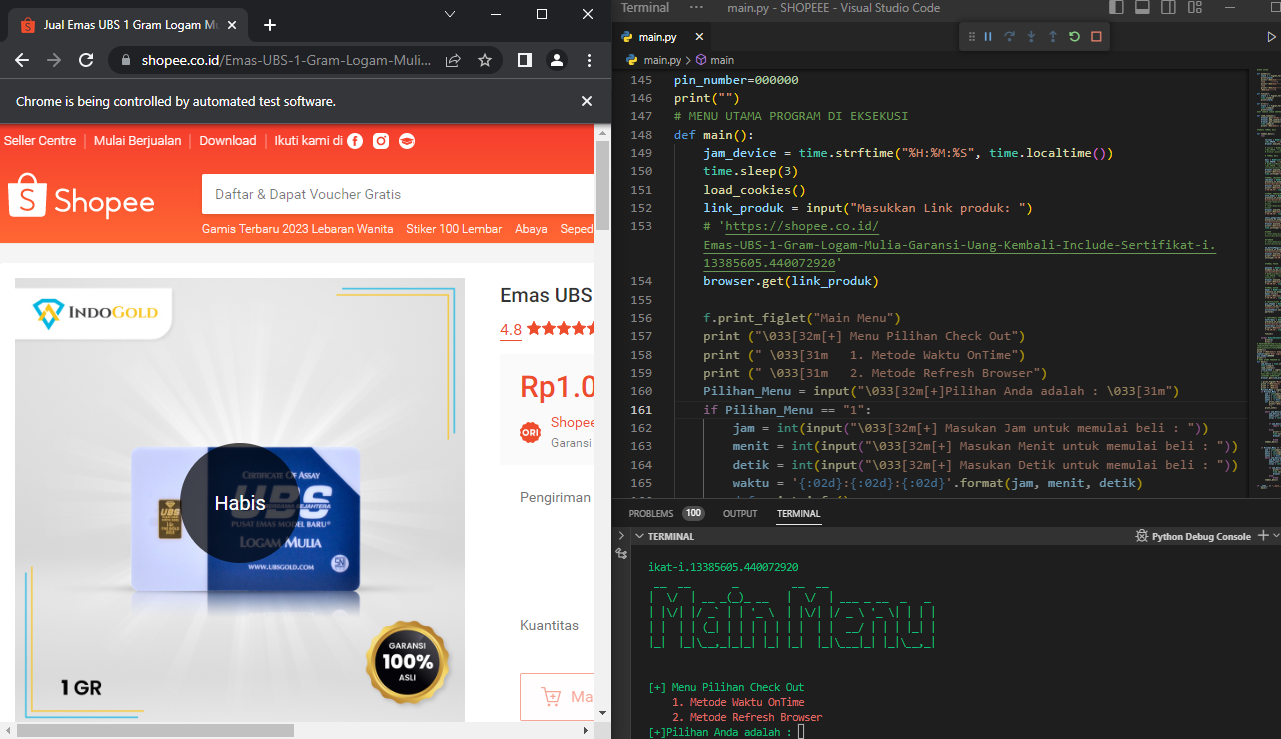 Jual Emas UBS 1 Gram Logam Mu
shopee.co.id/Emas-UBS-1-Gram-Logam-Muli...
Chrome is being controlled by automated test software.
Seller Centre
Mulai Berjualan
Download
Ikuti kami di
Shopee
Daftar & Dapat Voucher Gratis
Gamis Terbaru 2023 Lebaran Wanita
Stiker 100 Lembar
Abaya
Seped
INDOGOLD
CERTIFICATE OF ASSAY
UBS
PUSAT EMAS MODEL BARU®
LOGAM MULIA
WWW.UBSGOLD.COM
UBS
Habis
GARANSI
100%
ASLI
1 GR
Emas UBS
4.8
Rp1.0
ORI
Shopee
Garansi
Pengiriman
Kuantitas
Ma
Terminal
main.py - SHOPEEE - Visual Studio Code
main.py
main.py > main
145 pin_number=000000
146 print("")
147 # MENU UTAMA PROGRAM DI EKSEKUSI
148 def main():
149 jam_device = time.strftime("%H:%M:%S", time.localtime())
150 time.sleep(3)
151 load_cookies()
152 link_produk = input("Masukkan Link produk: ")
153 # 'https://shopee.co.id/
Emas-UBS-1-Gram-Logam-Mulia-Garansi-Uang-Kembali-Include-Sertifikat-i.
13385605.440072920'
154 browser.get(link_produk)
155
156 f.print_figlet("Main Menu")
157 print ("\033[32m[+] Menu Pilihan Check Out")
158 print (" \033[31m   1. Metode Waktu OnTime")
159 print (" \033[31m   2. Metode Refresh Browser")
160 Pilihan_Menu = input("\033[32m[+]Pilihan Anda adalah : \033[31m")
161 if Pilihan_Menu == "1":
162 jam = int(input("\033[32m[+] Masukan Jam untuk memulai beli : "))
163 menit = int(input("\033[32m[+] Masukan Menit untuk memulai beli : "))
164 detik = int(input("\033[32m[+] Masukan Detik untuk memulai beli : "))
165 waktu = '{:02d}:{:02d}:{:02d}'.format(jam, menit, detik)
PROBLEMS 100 OUTPUT TERMINAL
TERMINAL
Python Debug Console
ikat-i.13385605.440072920
Main Menu
[+] Menu Pilihan Check Out
1. Metode Waktu OnTime
2. Metode Refresh Browser
[+]Pilihan Anda adalah :